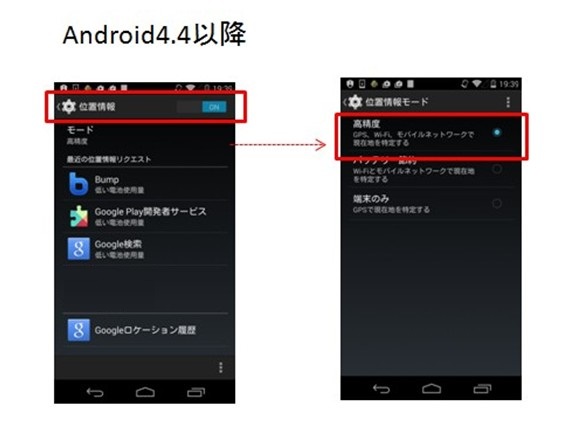 Android4.4以降
19:39
位置情報
ON
モード
高精度
最近の位置情報リクエスト
Bump
低い電池使用量
Google Play開発者サービス
低い電池使用量
Google検索
低い電池使用量
Googleロケーション履歴
19:39
位置情報モード
高精度
GPS、Wi-Fi、モバイルネットワークで
現在地を特定する
バッテリー節約
Wi-Fiとモバイルネットワークで現在地
を特定する
端末のみ
GPSで現在地を特定する